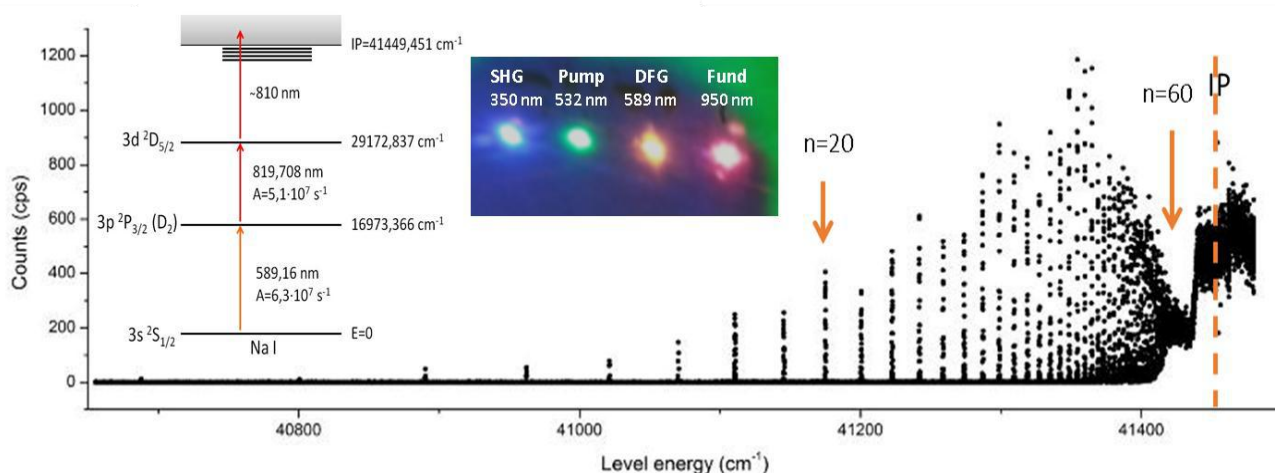 IP=41449,451 cm⁻¹
~810 nm
3d ²D₅/₂
29172,837 cm⁻¹
819,708 nm
A=5,1·10⁷ s⁻¹
3p ²P₃/₂ (D₂)
16973,366 cm⁻¹
589,16 nm
A=6,3·10⁷ s⁻¹
3s ²S₁/₂
E=0
Na I
SHG Pump DFG Fund
350 nm 532 nm 589 nm 950 nm
n=20
n=60
IP
Counts (cps)
1200
1000
800
600
400
200
0
40800 41000 41200 41400
Level energy (cm⁻¹)